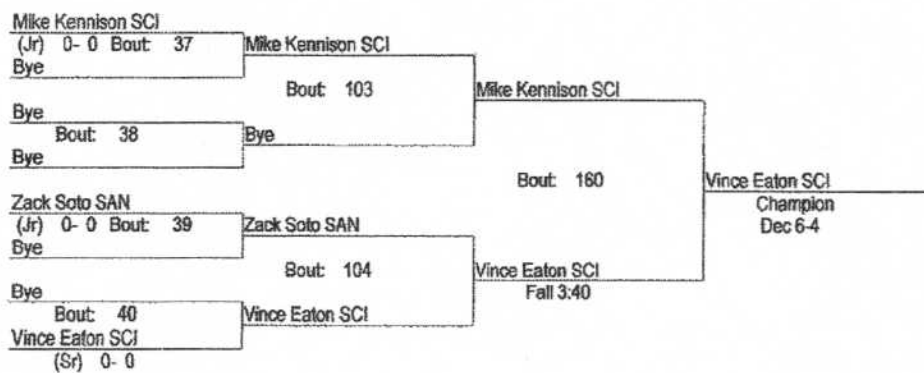 Mike Kennison SCI
(Jr) 0- 0 Bout: 37
Bye
Mike Kennison SCI
Bout: 103
Mike Kennison SCI
Bye
Bout: 38
Bye
Bye
Bout: 160
Vince Eaton SCI
Champion
Dec 6-4
Zack Soto SAN
(Jr) 0- 0 Bout: 39
Bye
Zack Soto SAN
Bout: 104
Vince Eaton SCI
Fall 3:40
Bye
Bout: 40
Vince Eaton SCI
Vince Eaton SCI
(Sr) 0- 0